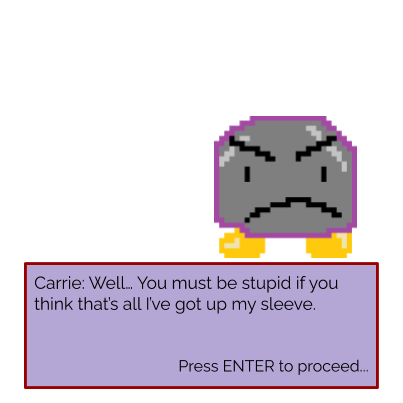 Carrie: Well… You must be stupid if you
think that's all I've got up my sleeve.
Press ENTER to proceed...